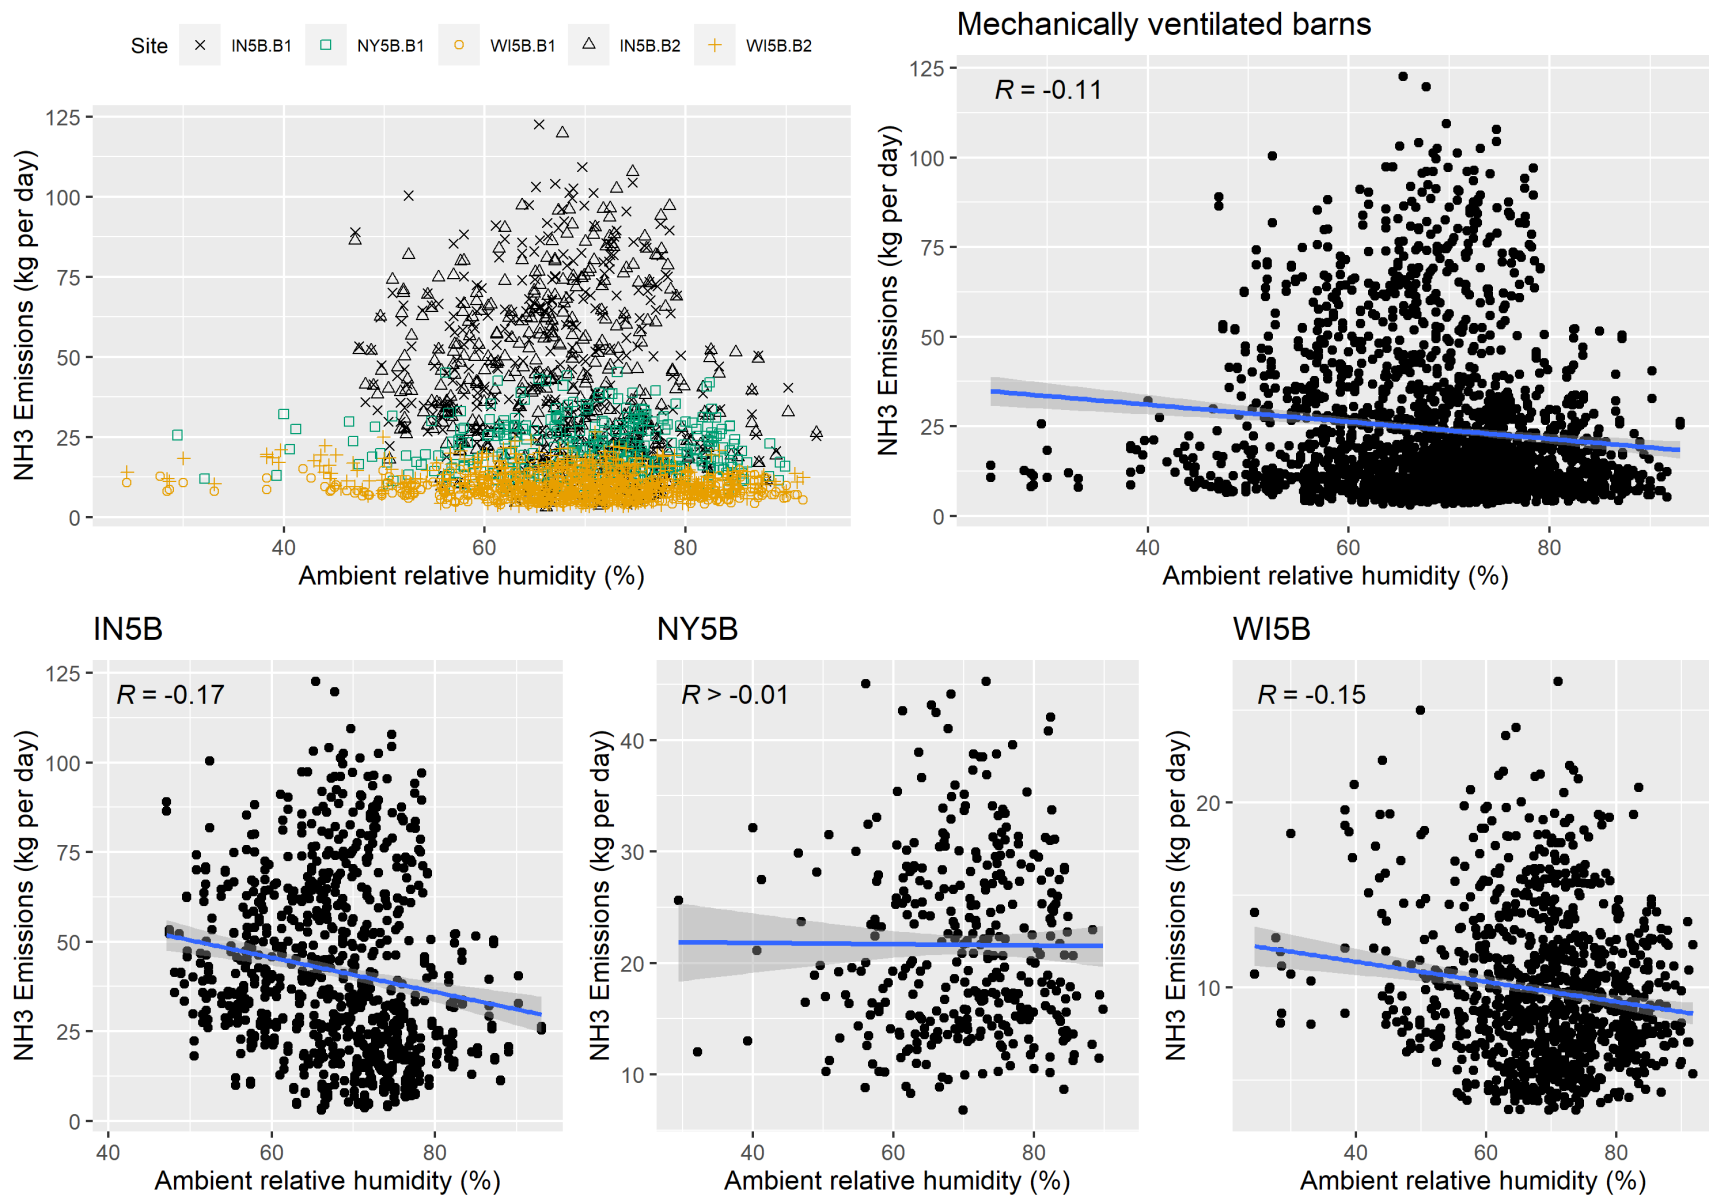 Site IN5B.B1 NY5B.B1 WI5B.B1 IN5B.B2 WI5B.B2
125
100
75
50
25
0
NH3 Emissions (kg per day)
40 60 80
Ambient relative humidity (%)
Mechanically ventilated barns
R = -0.11
125
100
75
50
25
0
NH3 Emissions (kg per day)
40 60 80
Ambient relative humidity (%)
IN5B
R = -0.17
125
100
75
50
25
0
NH3 Emissions (kg per day)
40 60 80
Ambient relative humidity (%)
NY5B
R > -0.01
40
30
20
10
NH3 Emissions (kg per day)
40 60 80
Ambient relative humidity (%)
WI5B
R = -0.15
20
10
NH3 Emissions (kg per day)
40 60 80
Ambient relative humidity (%)